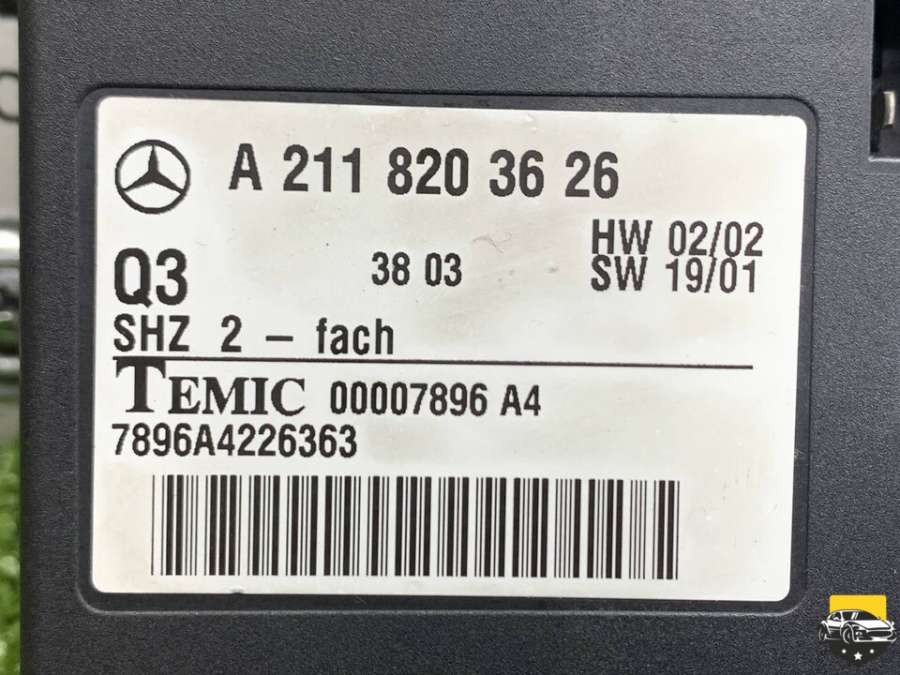 A 211 820 36 26
HW 02/02
Q3 38 03 SW 19/01
SHZ 2 - fach
TEMIC 00007896 A4
7896A4226363